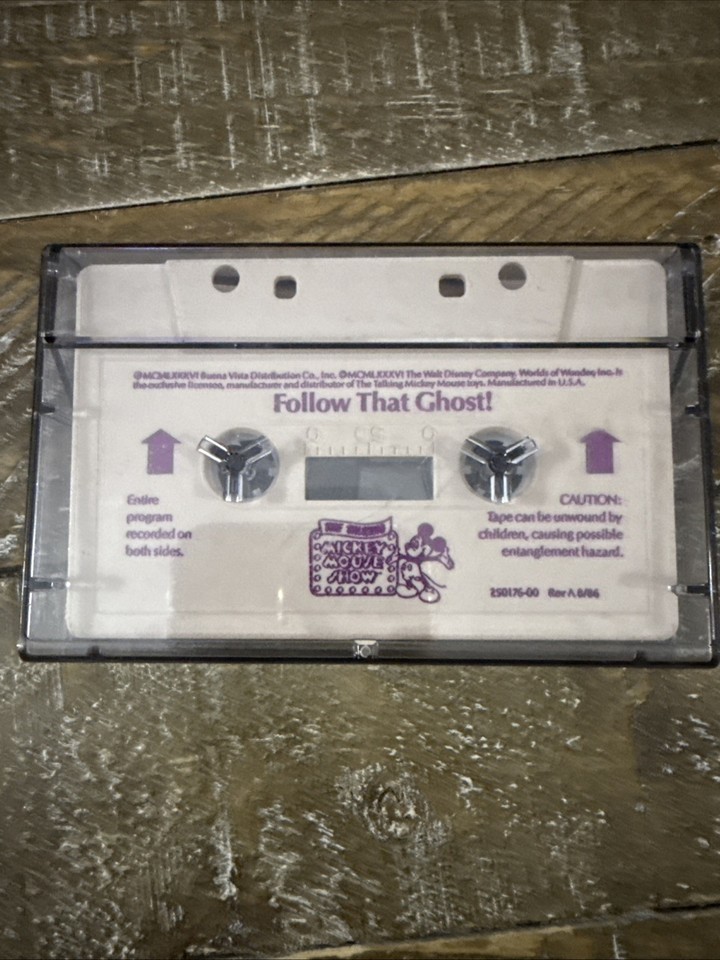 ℗MCMLXXXVI Buena Vista Distribution Co., Inc. ©MCMLXXXVI The Walt Disney Company. Worlds of Wonder, Inc. is
the exclusive licensee, manufacturer and distributor of The Talking Mickey Mouse toys. Manufactured in U.S.A.
Follow That Ghost!
Entire
program
recorded on
both sides.
CAUTION:
Tape can be unwound by
children, causing possible
entanglement hazard.
MICKEY
MOUSE
SHOW
250176-00 Rev A 8/86